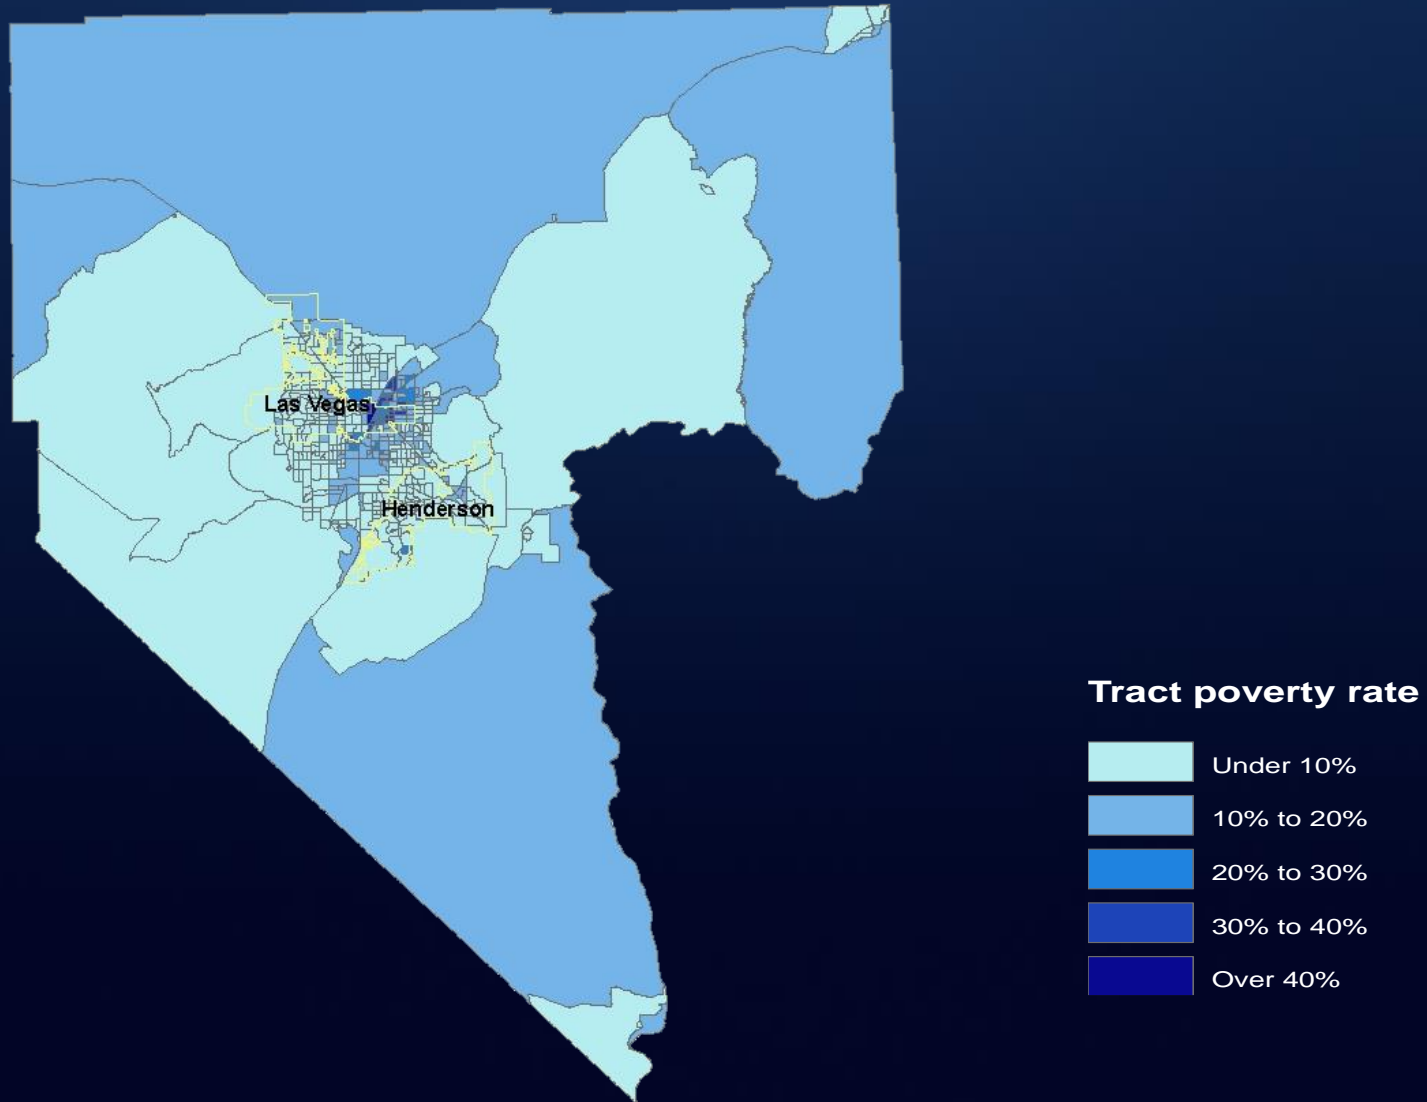 Las Vegas
Henderson
Tract poverty rate
Under 10%
10% to 20%
20% to 30%
30% to 40%
Over 40%